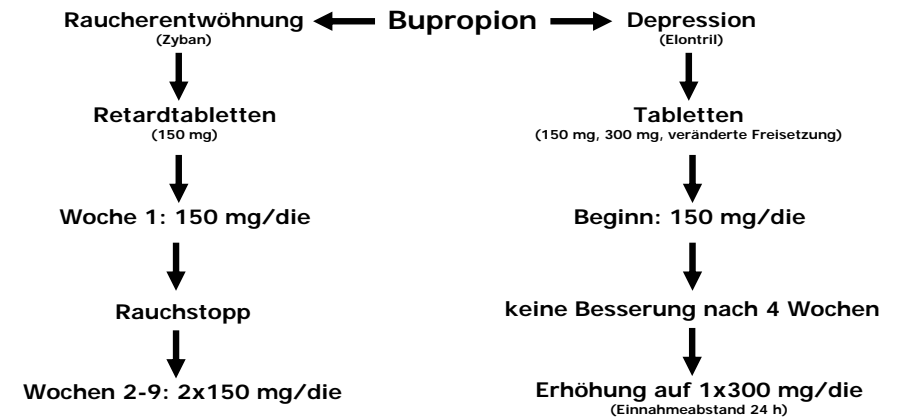 Raucherentwöhnung
(Zyban)
Bupropion
Depression
(Elontril)
Retardtabletten
(150 mg)
Tabletten
(150 mg, 300 mg, veränderte Freisetzung)
Woche 1: 150 mg/die
Beginn: 150 mg/die
Rauchstopp
keine Besserung nach 4 Wochen
Wochen 2-9: 2x150 mg/die
Erhöhung auf 1x300 mg/die
(Einnahmeabstand 24 h)